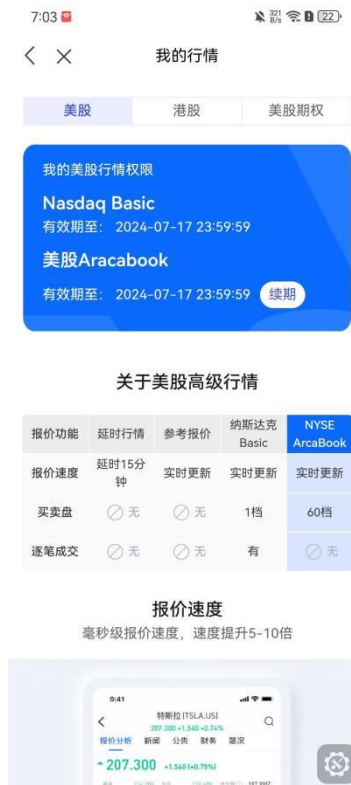 7:03
321 B/s 22
我的行情
美股 港股 美股期权
我的美股行情权限
Nasdaq Basic
有效期至: 2024-07-17 23:59:59
美股Aracabook
有效期至: 2024-07-17 23:59:59 续期
关于美股高级行情
报价功能 延时行情 参考报价 纳斯达克 Basic NYSE ArcaBook
报价速度 延时15分钟 实时更新 实时更新 实时更新
买卖盘 无 无 1档 60档
逐笔成交 无 无 有 无
报价速度
毫秒级报价速度，速度提升5-10倍
9:41
特斯拉 [TSLA.US]
207.300 +1.540 +0.74%
报价分析 新闻 公告 财务 简况
207.300 +1.540 (+0.75%)